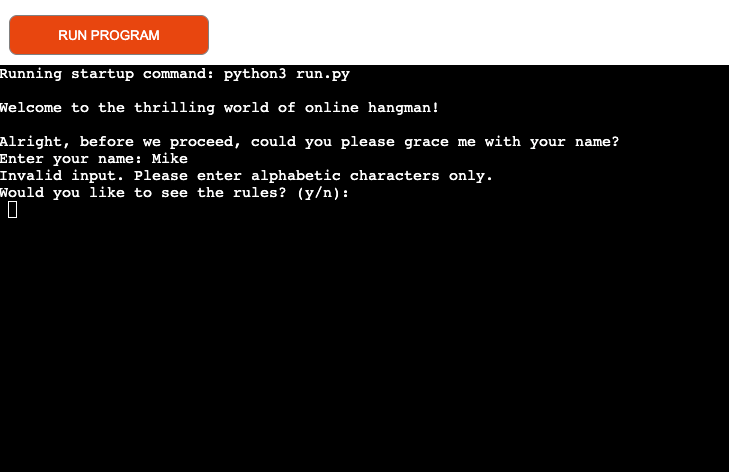 RUN PROGRAM
Running startup command: python3 run.py
Welcome to the thrilling world of online hangman!
Alright, before we proceed, could you please grace me with your name?
Enter your name: Mike
Invalid input. Please enter alphabetic characters only.
Would you like to see the rules? (y/n):